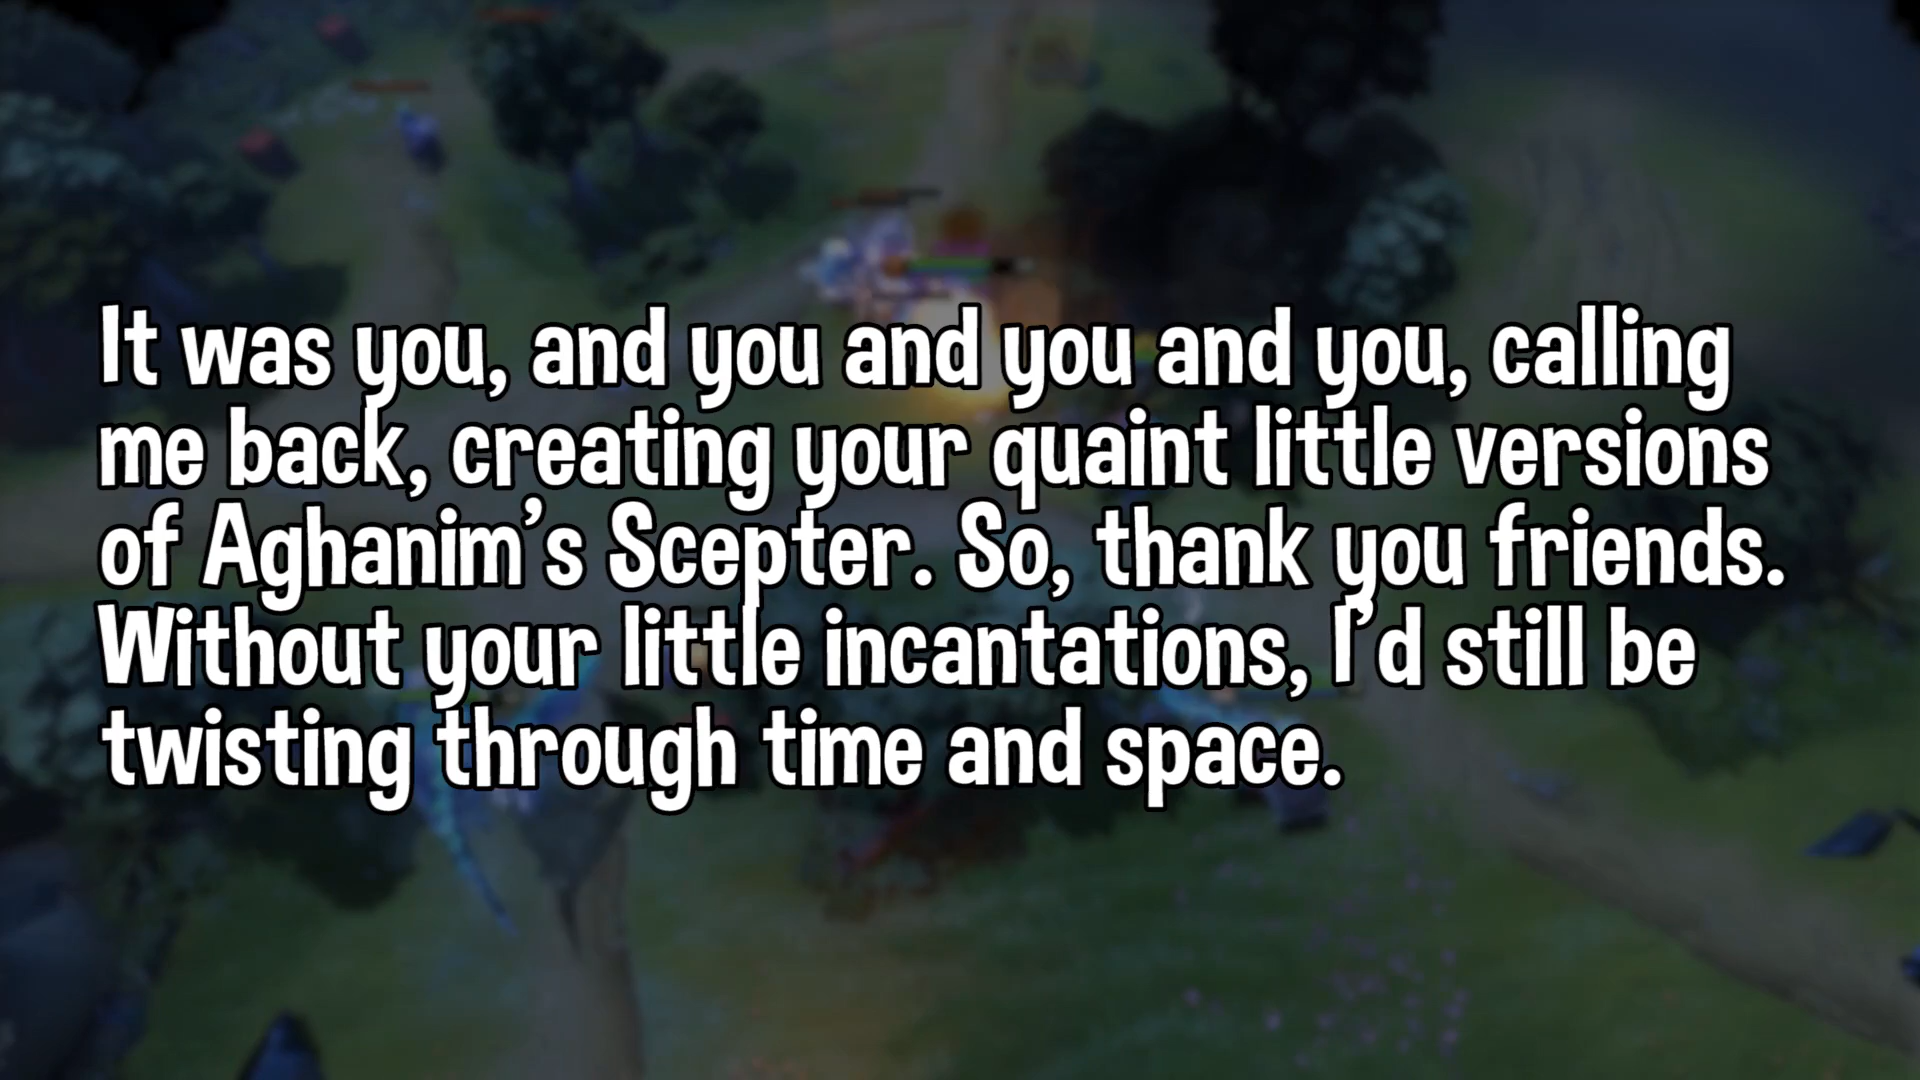 It was you, and you and you and you, calling
me back, creating your quaint little versions
of Aghanim's Scepter. So, thank you friends.
Without your little incantations, I'd still be
twisting through time and space.